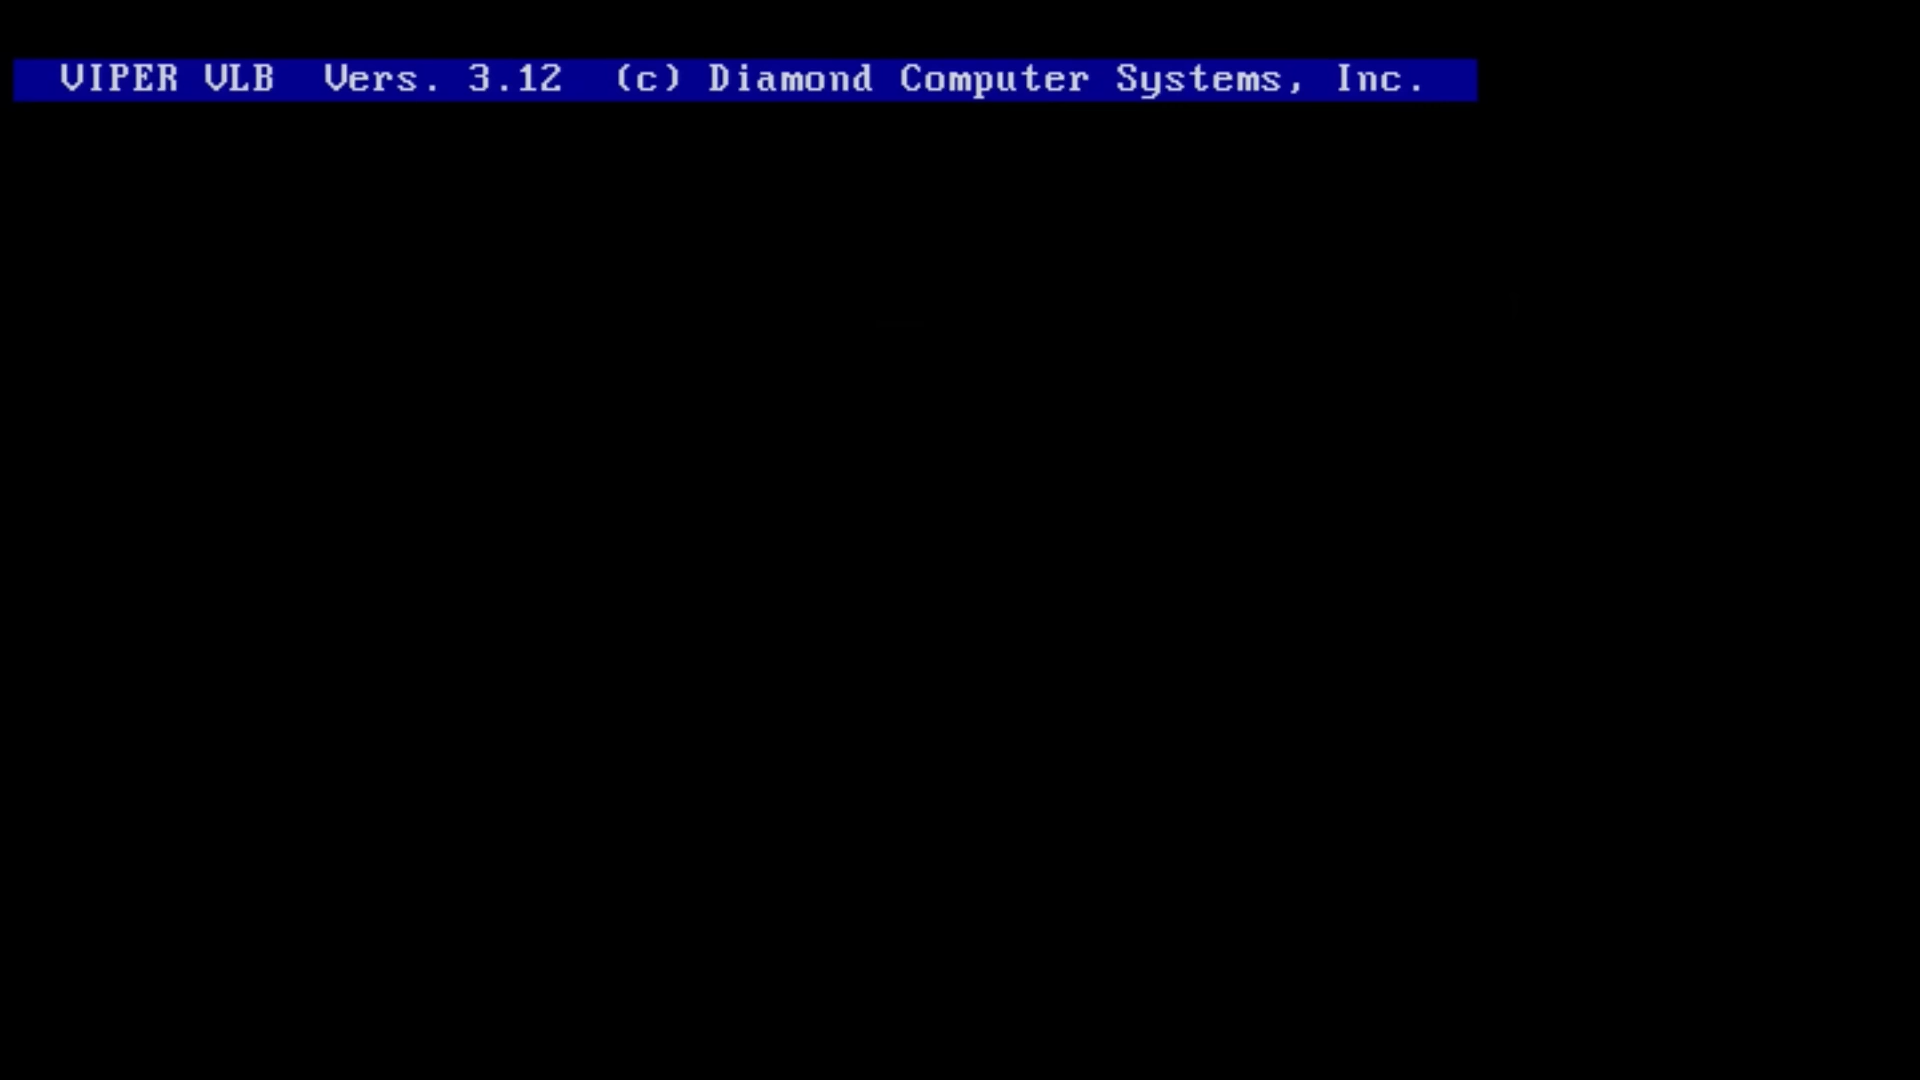 VIPER VLB  Vers. 3.12  (c) Diamond Computer Systems, Inc.